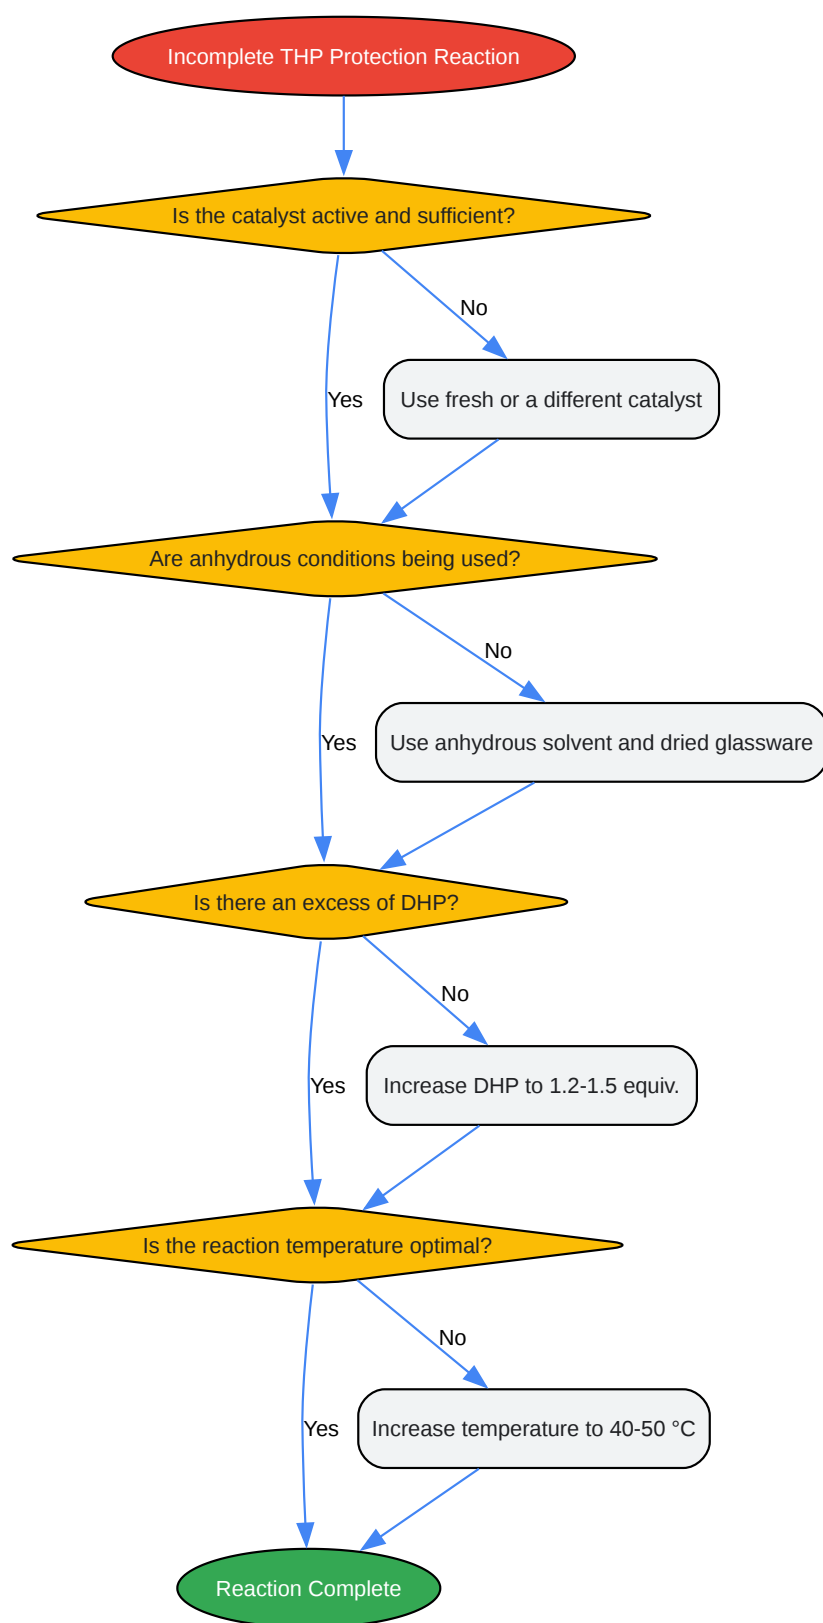 Incomplete THP Protection Reaction
Is the catalyst active and sufficient?
No
Yes
Use fresh or a different catalyst
Are anhydrous conditions being used?
No
Yes
Use anhydrous solvent and dried glassware
Is there an excess of DHP?
No
Yes
Increase DHP to 1.2-1.5 equiv.
Is the reaction temperature optimal?
No
Yes
Increase temperature to 40-50 °C
Reaction Complete